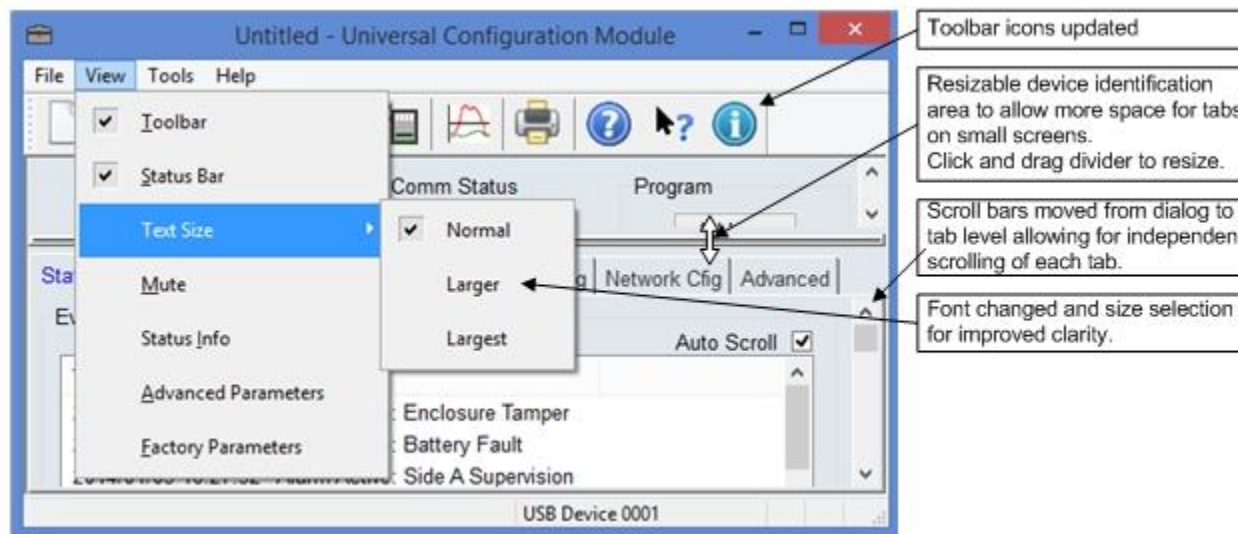 Untitled - Universal Configuration Module
File View Tools Help
Toolbar
Status Bar
Text Size
Mute
Status Info
Advanced Parameters
Factory Parameters
Normal
Larger
Largest
Comm Status
Program
Network Cfig
Advanced
Auto Scroll
Enclosure Tamper
Battery Fault
Side A Supervision
USB Device 0001
Toolbar icons updated
Resizable device identification
area to allow more space for tabs
on small screens.
Click and drag divider to resize.
Scroll bars moved from dialog to
tab level allowing for independen
scrolling of each tab.
Font changed and size selection
for improved clarity.